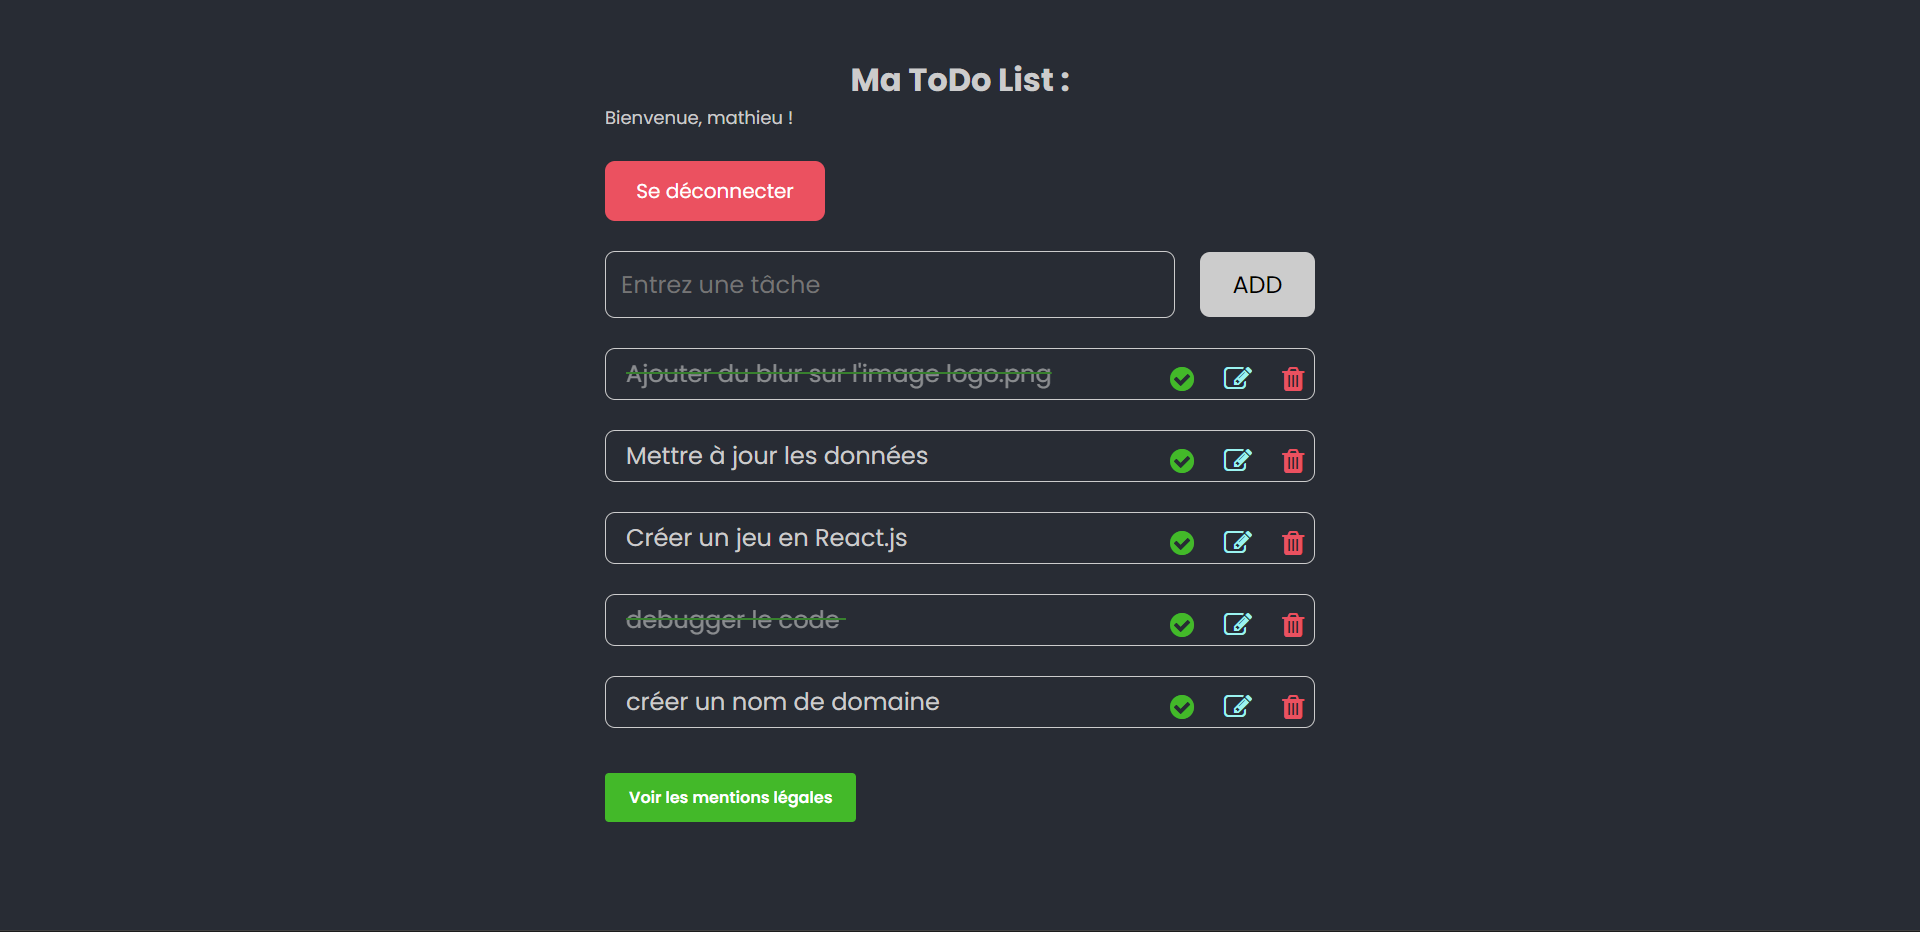 Ma ToDo List :
Bienvenue, mathieu !
Se déconnecter
Entrez une tâche
ADD
Ajouter du blur sur l'image logo.png
Mettre à jour les données
Créer un jeu en React.js
debugger le code
créer un nom de domaine
Voir les mentions légales